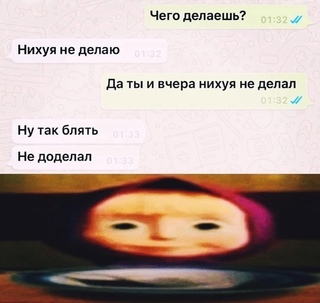 Чего делаешь?
01:32
Нихуя не делаю
01:32
Да ты и вчера нихуя не делал
01:32
Ну так блять
01:33
Не доделал
01:33